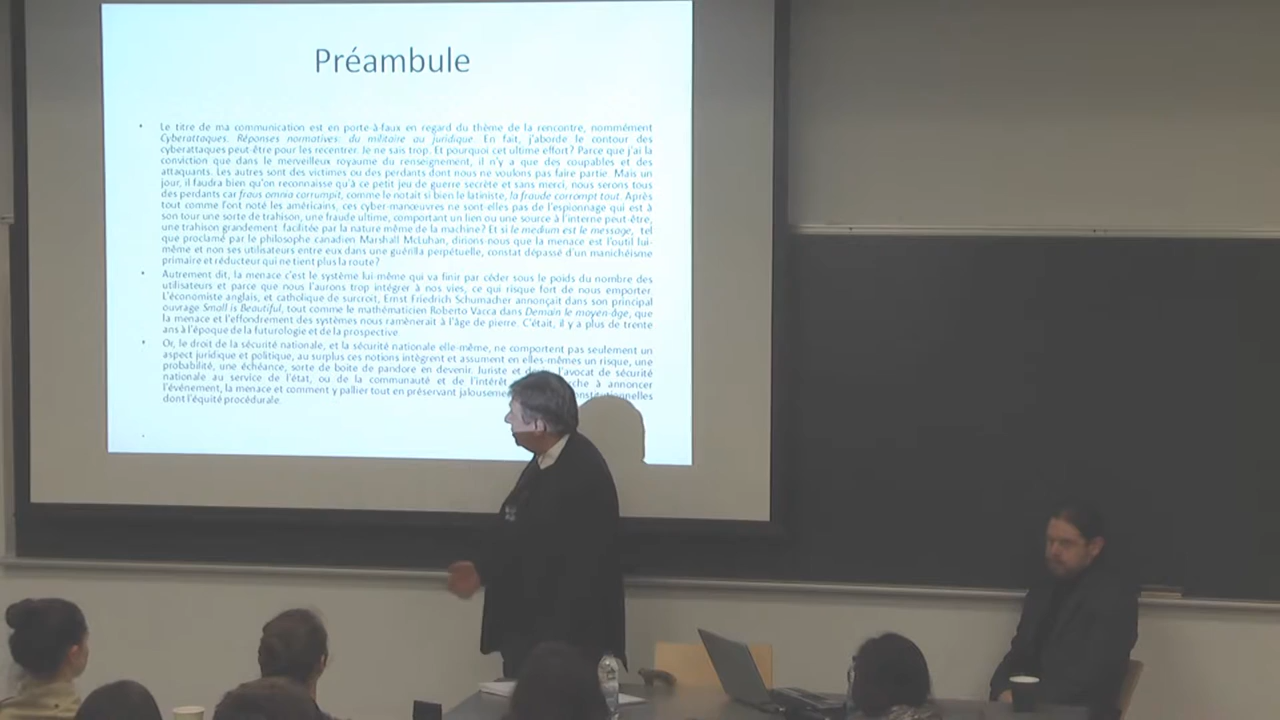 Préambule
• Le titre de ma communication est en porte-à-faux en regard du thème de la rencontre, nommément
Cyberattaques. Réponses normatives: du militaire au juridique. En fait, j'aborde le contour des
cyberattaques peut-être pour les recentrer. Je ne sais trop. Et pourquoi cet ultime effort? Parce que j'ai la
conviction que dans le merveilleux royaume du renseignement, il n'y a que des coupables et des
attaquants. Les autres sont des victimes ou des perdants dont nous ne voulons pas faire partie. Mais un
jour, il faudra bien qu'on reconnaisse qu'à ce petit jeu de guerre secrète et sans merci, nous serons tous
des perdants car fraus omnia corrumpit, comme le notait si bien le latiniste, la fraude corrompt tout. Après
tout comme l'ont noté les américains, ces cyber-manœuvres ne sont-elles pas de l'espionnage qui est à
son tour une sorte de trahison, une fraude ultime, comportant un lien ou une source à l'interne peut-être,
une trahison grandement facilitée par la nature même de la machine? Et si le medium est le message, tel
que proclamé par le philosophe canadien Marshall McLuhan, dirions-nous que la menace est l'outil lui-
même et non ses utilisateurs entre eux dans une guérilla perpétuelle, constat dépassé d'un manichéisme
primaire et réducteur qui ne tient plus la route?
• Autrement dit, la menace c'est le système lui-même qui va finir par céder sous le poids du nombre des
utilisateurs et parce que nous l'aurons trop intégrer à nos vies, ce qui risque fort de nous emporter.
L'économiste anglais, et catholique de surcroit, Ernst Friedrich Schumacher annonçait dans son principal
ouvrage Small is Beautiful, tout comme le mathématicien Roberto Vacca dans Demain le moyen-âge, que
la menace et l'effondrement des systèmes nous ramènerait à l'âge de pierre. C'était, il y a plus de trente
ans à l'époque de la futurologie et de la prospective.
• Or, le droit de la sécurité nationale, et la sécurité nationale elle-même, ne comportent pas seulement un
aspect juridique et politique, au surplus ces notions intègrent et assument en elles-mêmes un risque, une
probabilité, une échéance, sorte de boite de pandore en devenir. Juriste et l'avocat de sécurité
nationale au service de l'état, ou de la communauté et de l'intérêt à annoncer
l'événement, la menace et comment y pallier tout en préservant
dont l'équité procédurale.